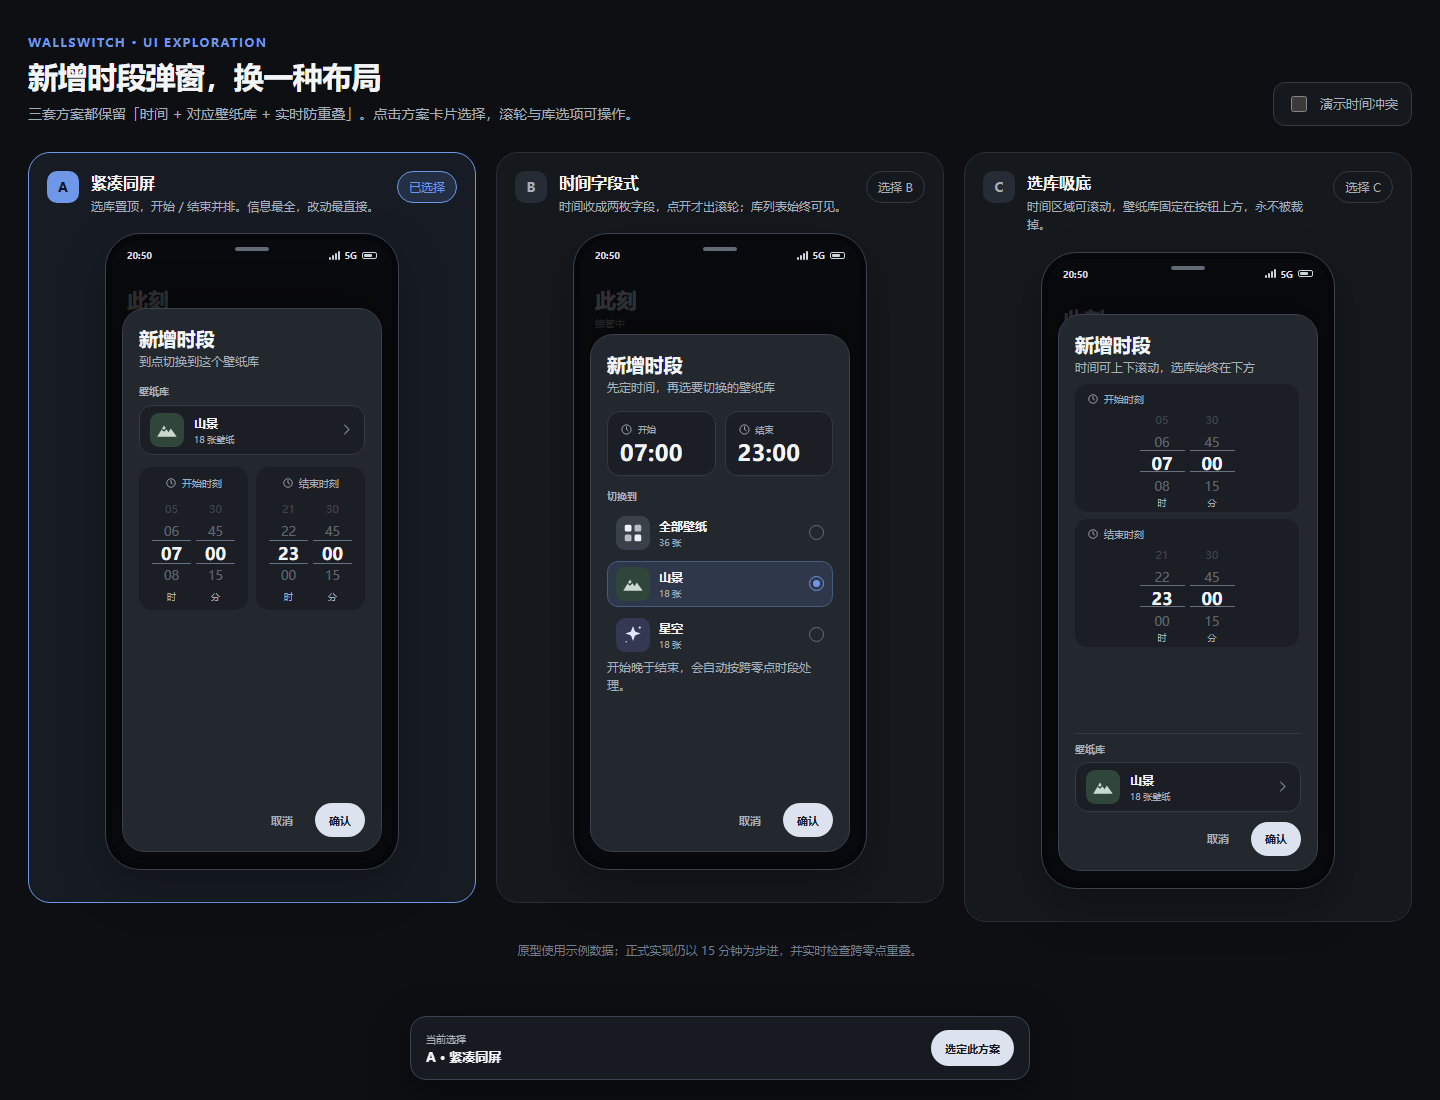 WALLSWITCH • UI EXPLORATION
新增时段弹窗，换一种布局
三套方案都保留「时间 + 对应壁纸库 + 实时防重叠」。点击方案卡片选择，滚轮与库选项可操作。
演示时间冲突
A
紧凑同屏
选库置顶，开始 / 结束并排。信息最全，改动最直接。
已选择
20:50
5G
此刻
新增时段
到点切换到这个壁纸库
壁纸库
山景
18 张壁纸
开始时刻
05 30
06 45
07 00
08 15
时 分
结束时刻
21 30
22 45
23 00
00 15
时 分
取消
确认
B
时间字段式
时间收成两枚字段，点开才出滚轮；库列表始终可见。
选择 B
20:50
5G
此刻
新增时段
先定时间，再选要切换的壁纸库
开始
07:00
结束
23:00
切换到
全部壁纸
36 张
山景
18 张
星空
18 张
开始晚于结束，会自动按跨零点时段处
理。
取消
确认
C
选库吸底
时间区域可滚动，壁纸库固定在按钮上方，永不被裁
掉。
选择 C
20:50
5G
此刻
新增时段
时间可上下滚动，选库始终在下方
开始时刻
05 30
06 45
07 00
08 15
时 分
结束时刻
21 30
22 45
23 00
00 15
时 分
壁纸库
山景
18 张壁纸
取消
确认
原型使用示例数据；正式实现仍以 15 分钟为步进，并实时检查跨零点重叠。
当前选择
A • 紧凑同屏
选定此方案